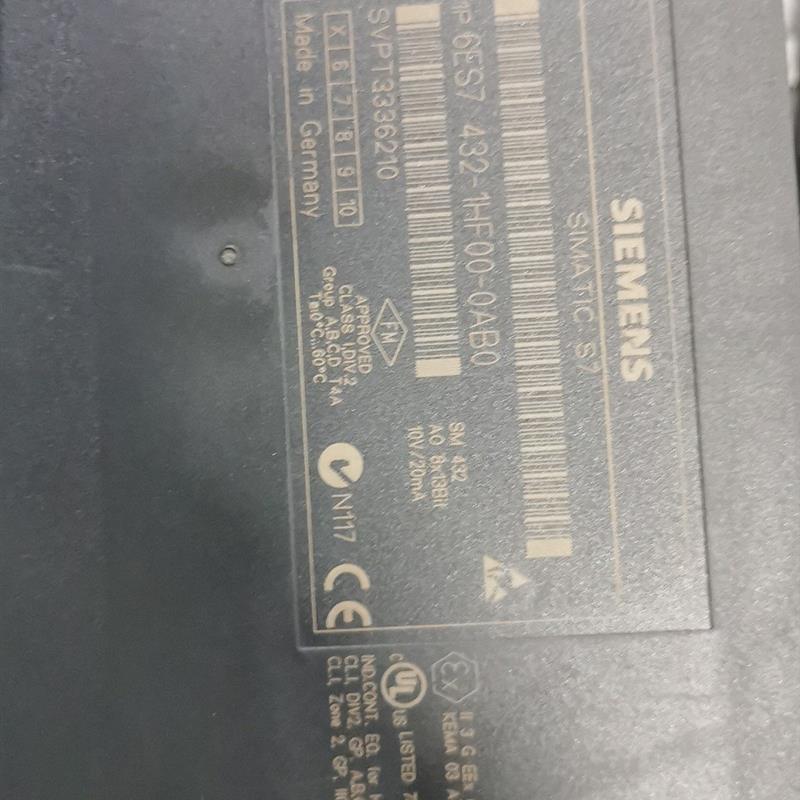 SIEMENS
SIMATIC S7
1P 6ES7 432-1HF00-0AB0
SM 432
AO 8x13Bit
10V/20mA
SVPT3336210
X 6 7 8 9 10
Made in Germany
FM
APPROVED
CLASS I,DIV.2
Group A,B,C,D T4A
Ta:0°C...60°C
N117 CE
Ex
II 3 G EEx
KEMA 03
C UL US LISTED
IND.CONT. EQ. for
CL.I, DIV2, GP.
CL.I, Zone 2, GP.